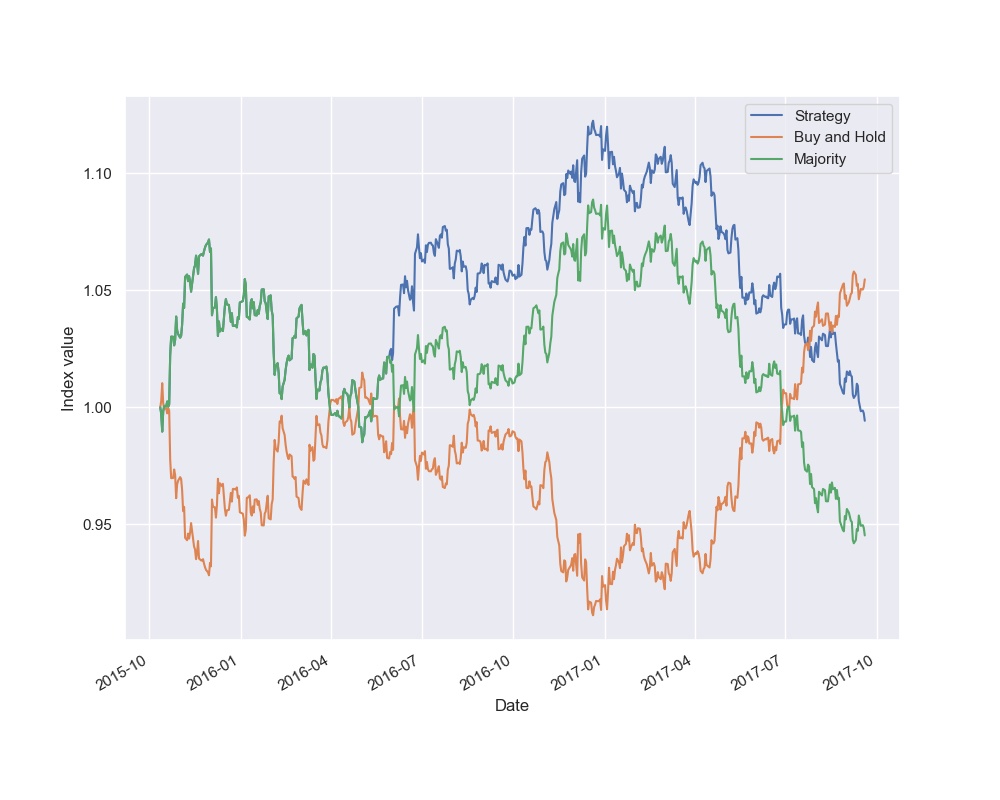 Strategy
Buy and Hold
Majority
1.10
1.05
1.00
0.95
Index value
2015-10
2016-01
2016-04
2016-07
2016-10
2017-01
2017-04
2017-07
2017-10
Date